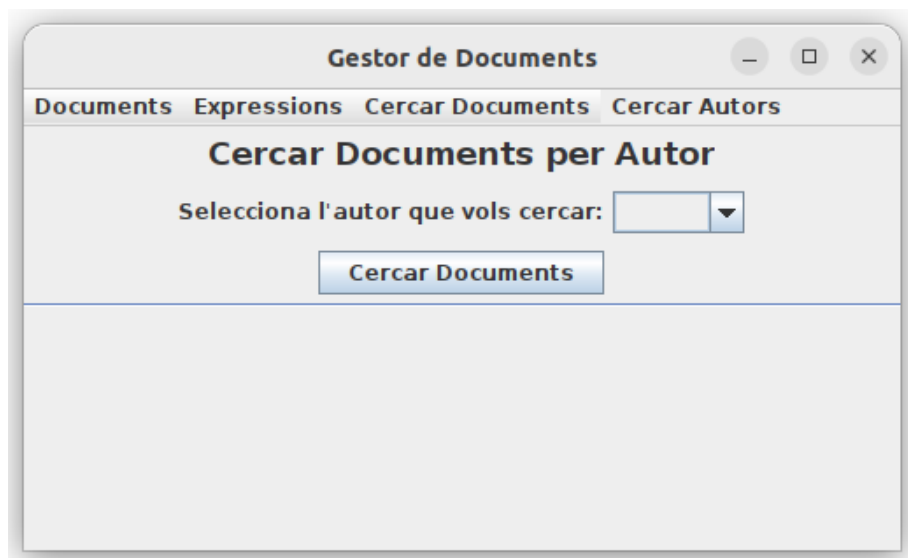 Gestor de Documents
Documents Expressions Cercar Documents Cercar Autors
Cercar Documents per Autor
Selecciona l'autor que vols cercar:
Cercar Documents